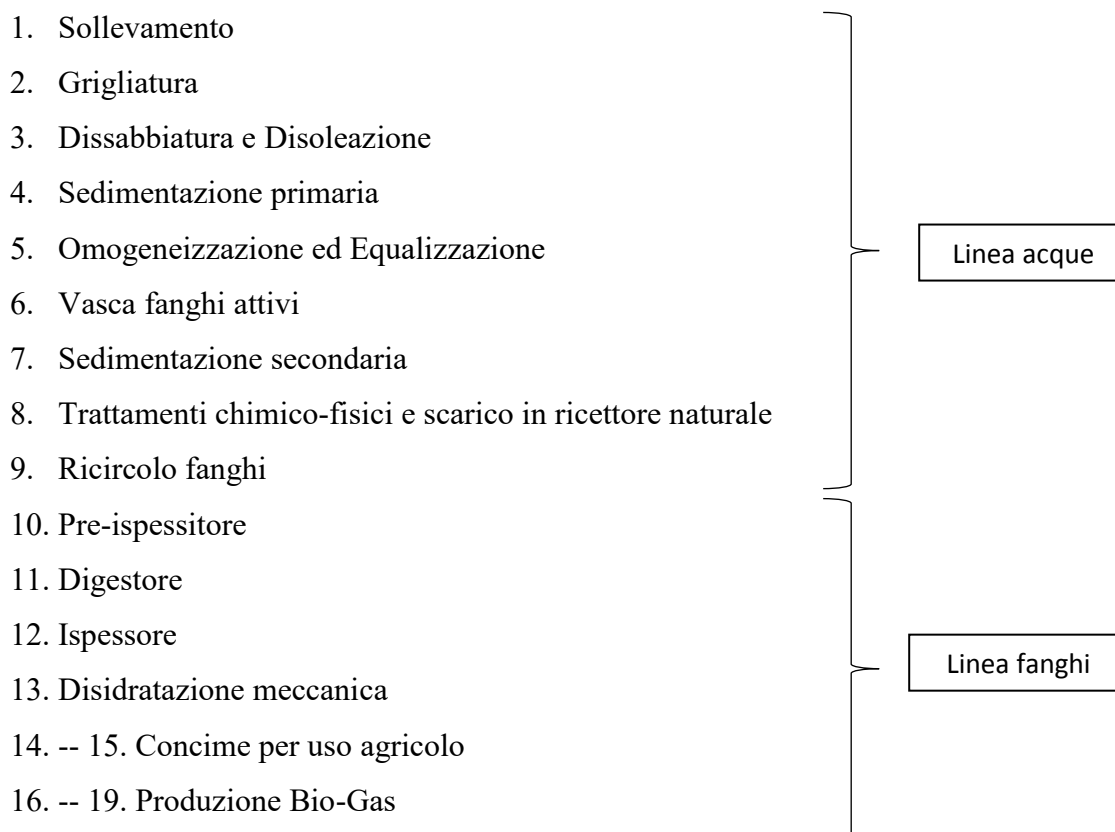 1. Sollevamento
2. Grigliatura
3. Dissabbiatura e Disoleazione
4. Sedimentazione primaria
5. Omogeneizzazione ed Equalizzazione
6. Vasca fanghi attivi
7. Sedimentazione secondaria
8. Trattamenti chimico-fisici e scarico in ricettore naturale
9. Ricircolo fanghi
Linea acque
10. Pre-ispessitore
11. Digestore
12. Ispessore
13. Disidratazione meccanica
14. -- 15. Concime per uso agricolo
16. -- 19. Produzione Bio-Gas
Linea fanghi